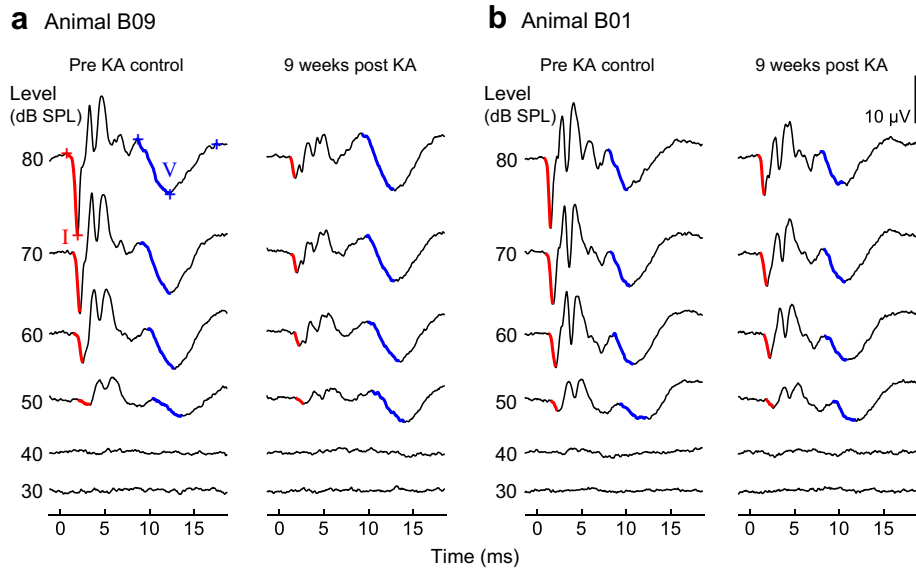 a Animal B09
b Animal B01
Pre KA control
9 weeks post KA
Pre KA control
9 weeks post KA
Level
(dB SPL)
Level
(dB SPL)
10 µV
80
V
I
70
60
50
40
30
80
70
60
50
40
30
0 5 10 15
0 5 10 15
0 5 10 15
0 5 10 15
Time (ms)